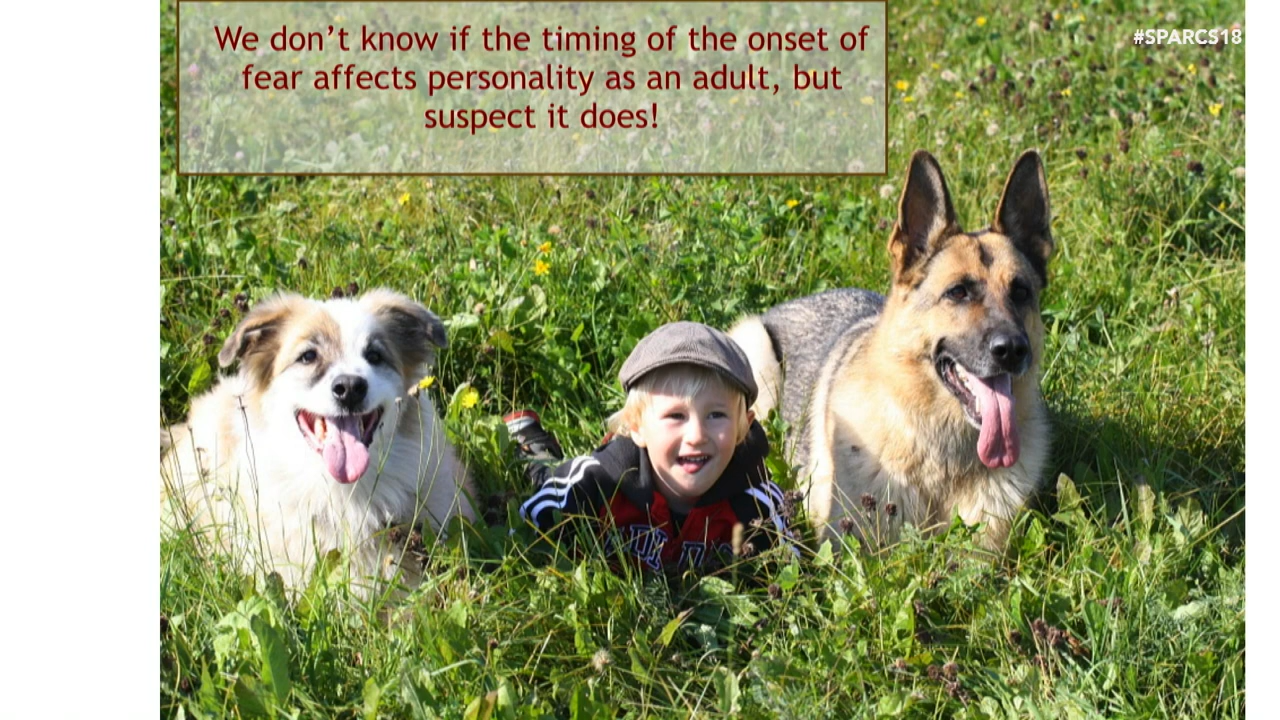 We don't know if the timing of the onset of
fear affects personality as an adult, but
suspect it does!
#SPARCS18